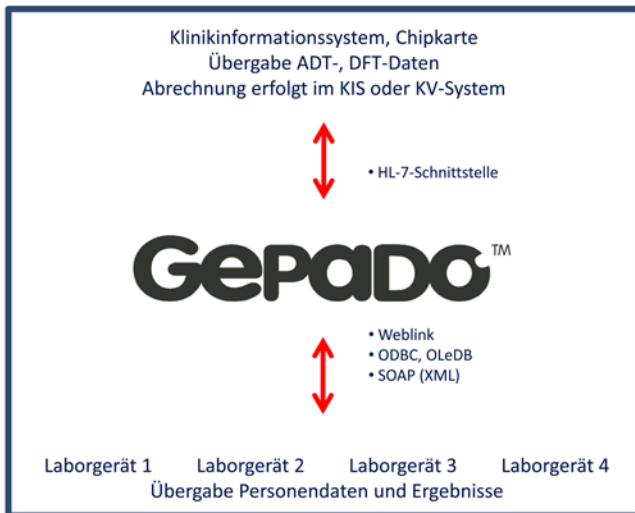 Klinikinformationssystem, Chipkarte
Übergabe ADT-, DFT-Daten
Abrechnung erfolgt im KIS oder KV-System
• HL-7-Schnittstelle
GePaDo™
• Weblink
• ODBC, OLeDB
• SOAP (XML)
Laborgerät 1 Laborgerät 2 Laborgerät 3 Laborgerät 4
Übergabe Personendaten und Ergebnisse